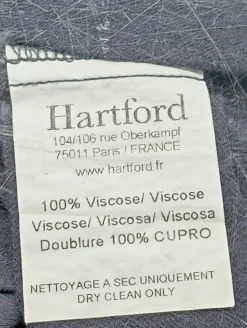 Hartford
104/106 rue Oberkampf
75011 Paris / FRANCE
www.hartford.fr
100% Viscose/ Viscose
Viscose/ Viscosa/ Viscosa
Doublure 100% CUPRO
NETTOYAGE A SEC UNIQUEMENT
DRY CLEAN ONLY